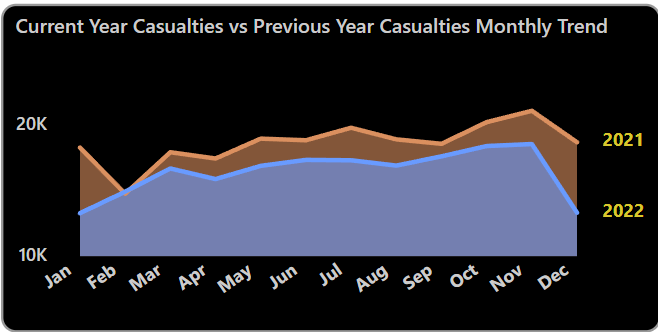 Current Year Casualties vs Previous Year Casualties Monthly Trend
20K
2021
2022
10K
Jan Feb Mar Apr May Jun Jul Aug Sep Oct Nov Dec